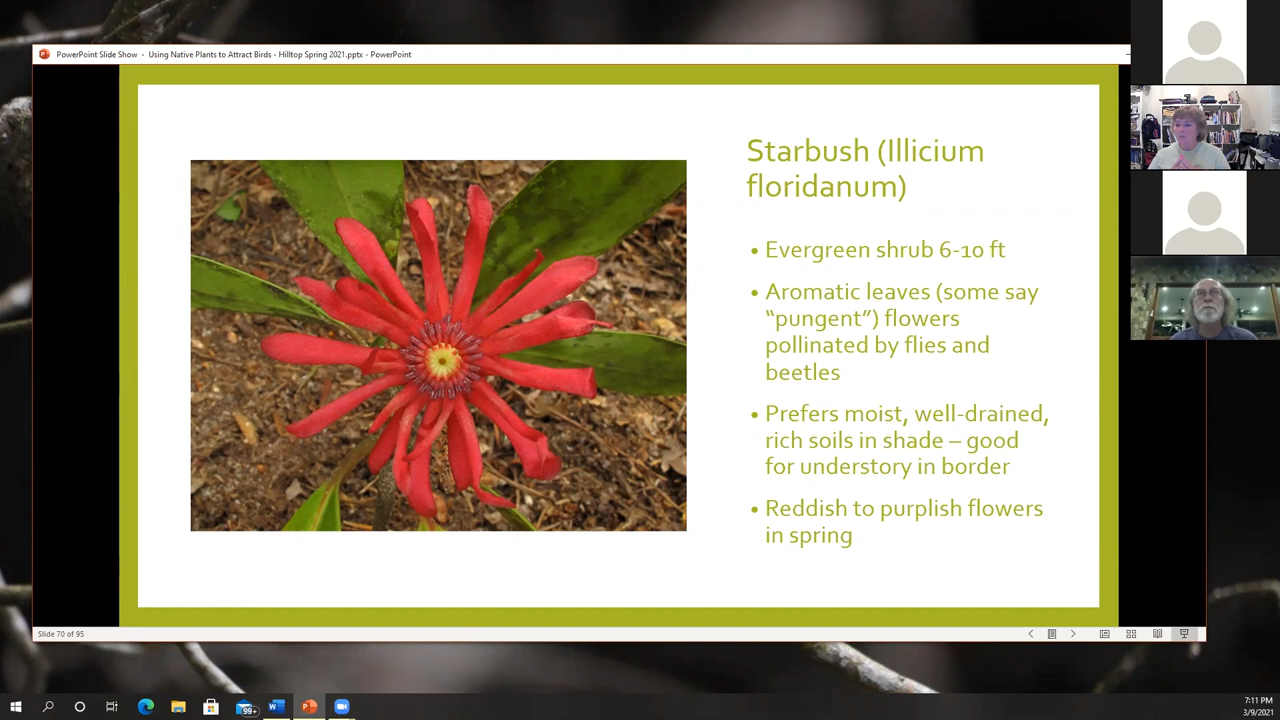 PowerPoint Slide Show - Using Native Plants to Attract Birds - Hilltop Spring 2021.pptx - PowerPoint
Starbush (Illicium
floridanum)
• Evergreen shrub 6-10 ft
• Aromatic leaves (some say
“pungent”) flowers
pollinated by flies and
beetles
• Prefers moist, well-drained,
rich soils in shade – good
for understory in border
• Reddish to purplish flowers
in spring
Slide 70 of 95
99+
7:11 PM
3/9/2021